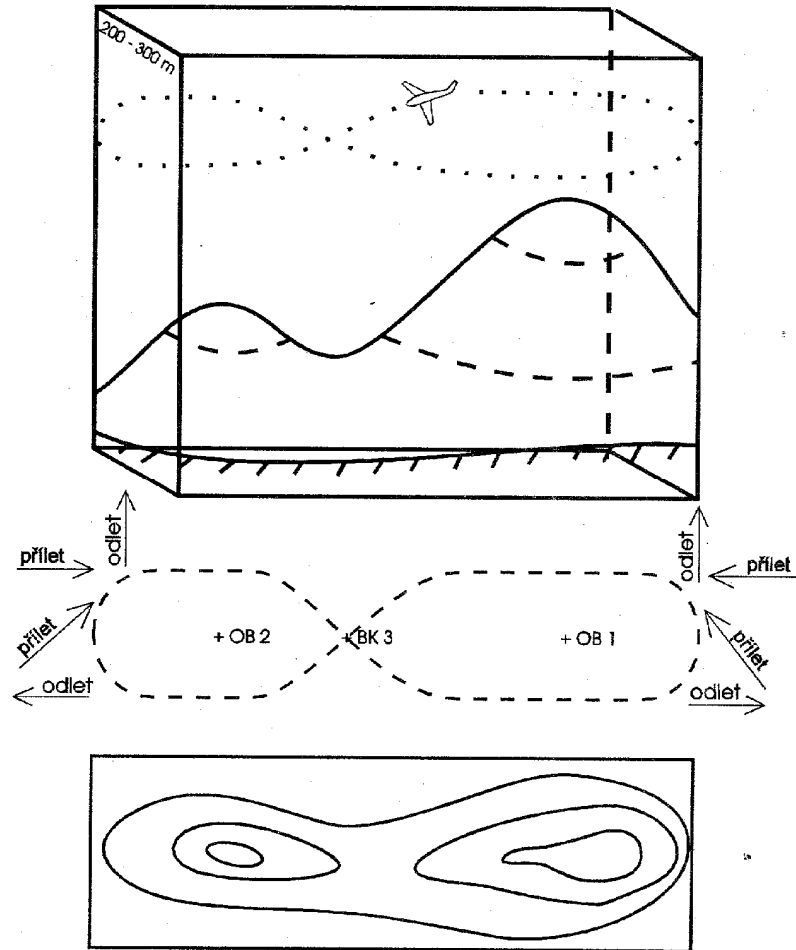 200 - 300 m
odlet
odlet
přílet
přílet
přílet
+ OB 2
+ BK 3
+ OB 1
přílet
odlet
odlet